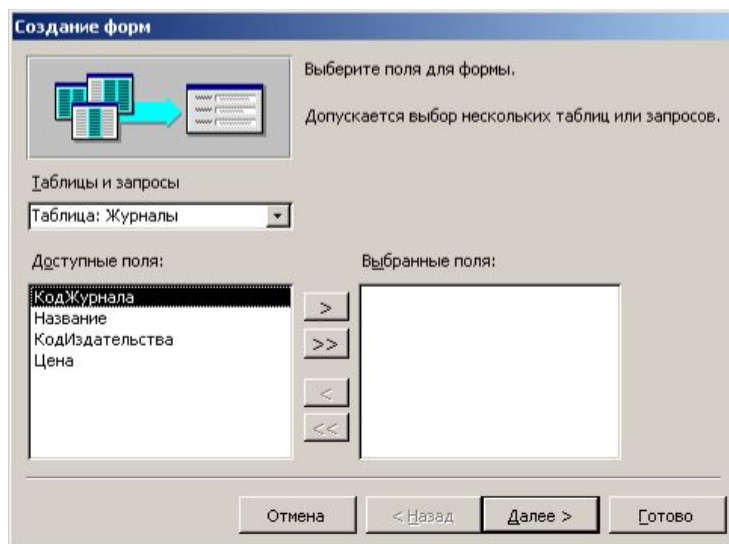 Создание форм
Выберите поля для формы.
Допускается выбор нескольких таблиц или запросов.
Таблицы и запросы
Таблица: Журналы
Доступные поля:
Выбранные поля:
КодЖурнала
Название
КодИздательства
Цена
>
>>
<
<<
Отмена
< Назад
Далее >
Готово